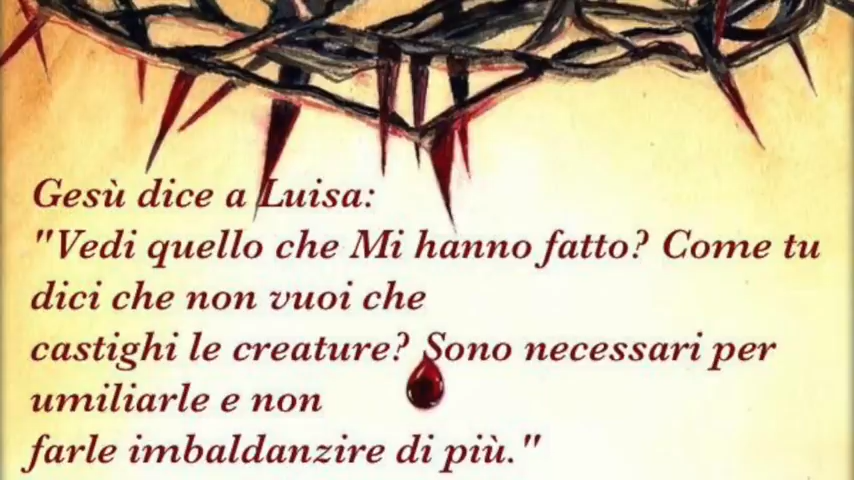 Gesù dice a Luisa:
"Vedi quello che Mi hanno fatto? Come tu
dici che non vuoi che
castighi le creature? Sono necessari per
umiliarle e non
farle imbaldanzire di più."